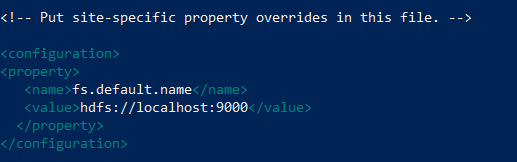 <!-- Put site-specific property overrides in this file. -->
<configuration>
<property>
<name>fs.default.name</name>
<value>hdfs://localhost:9000</value>
</property>
</configuration>